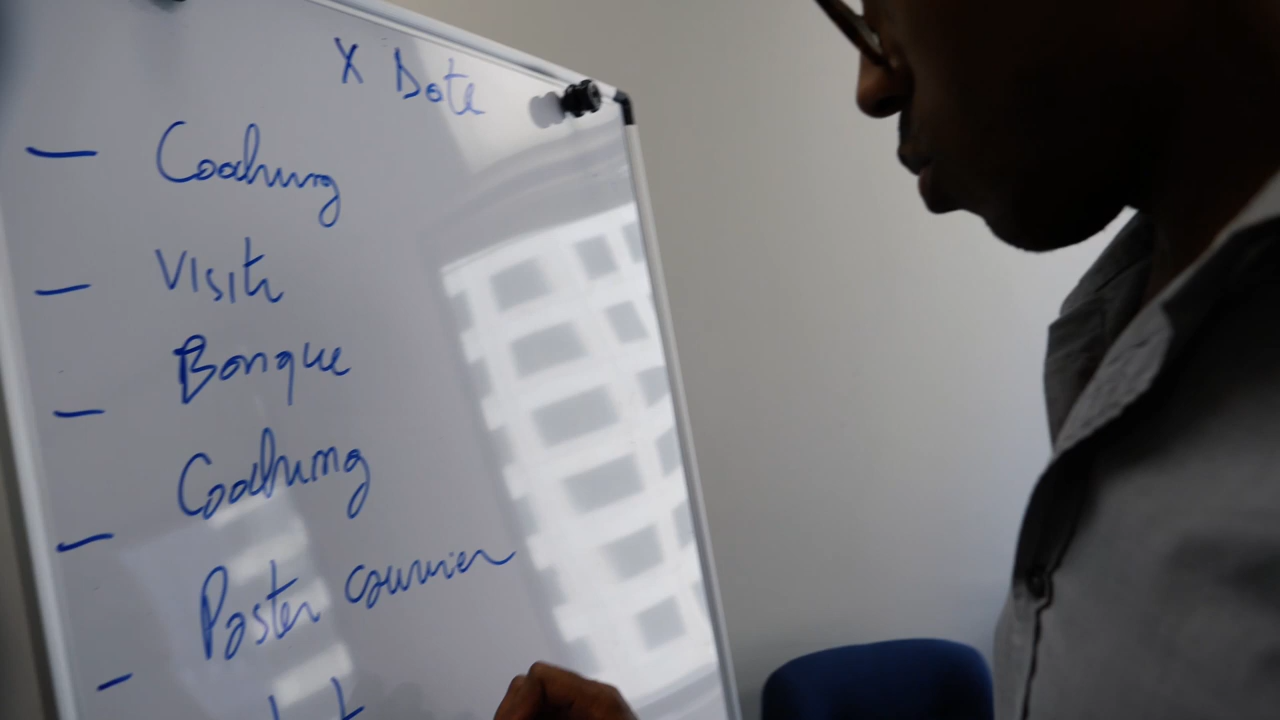 X Date
- Coaching
- Visite
- Banque
- Coaching
- Poster courrier
-